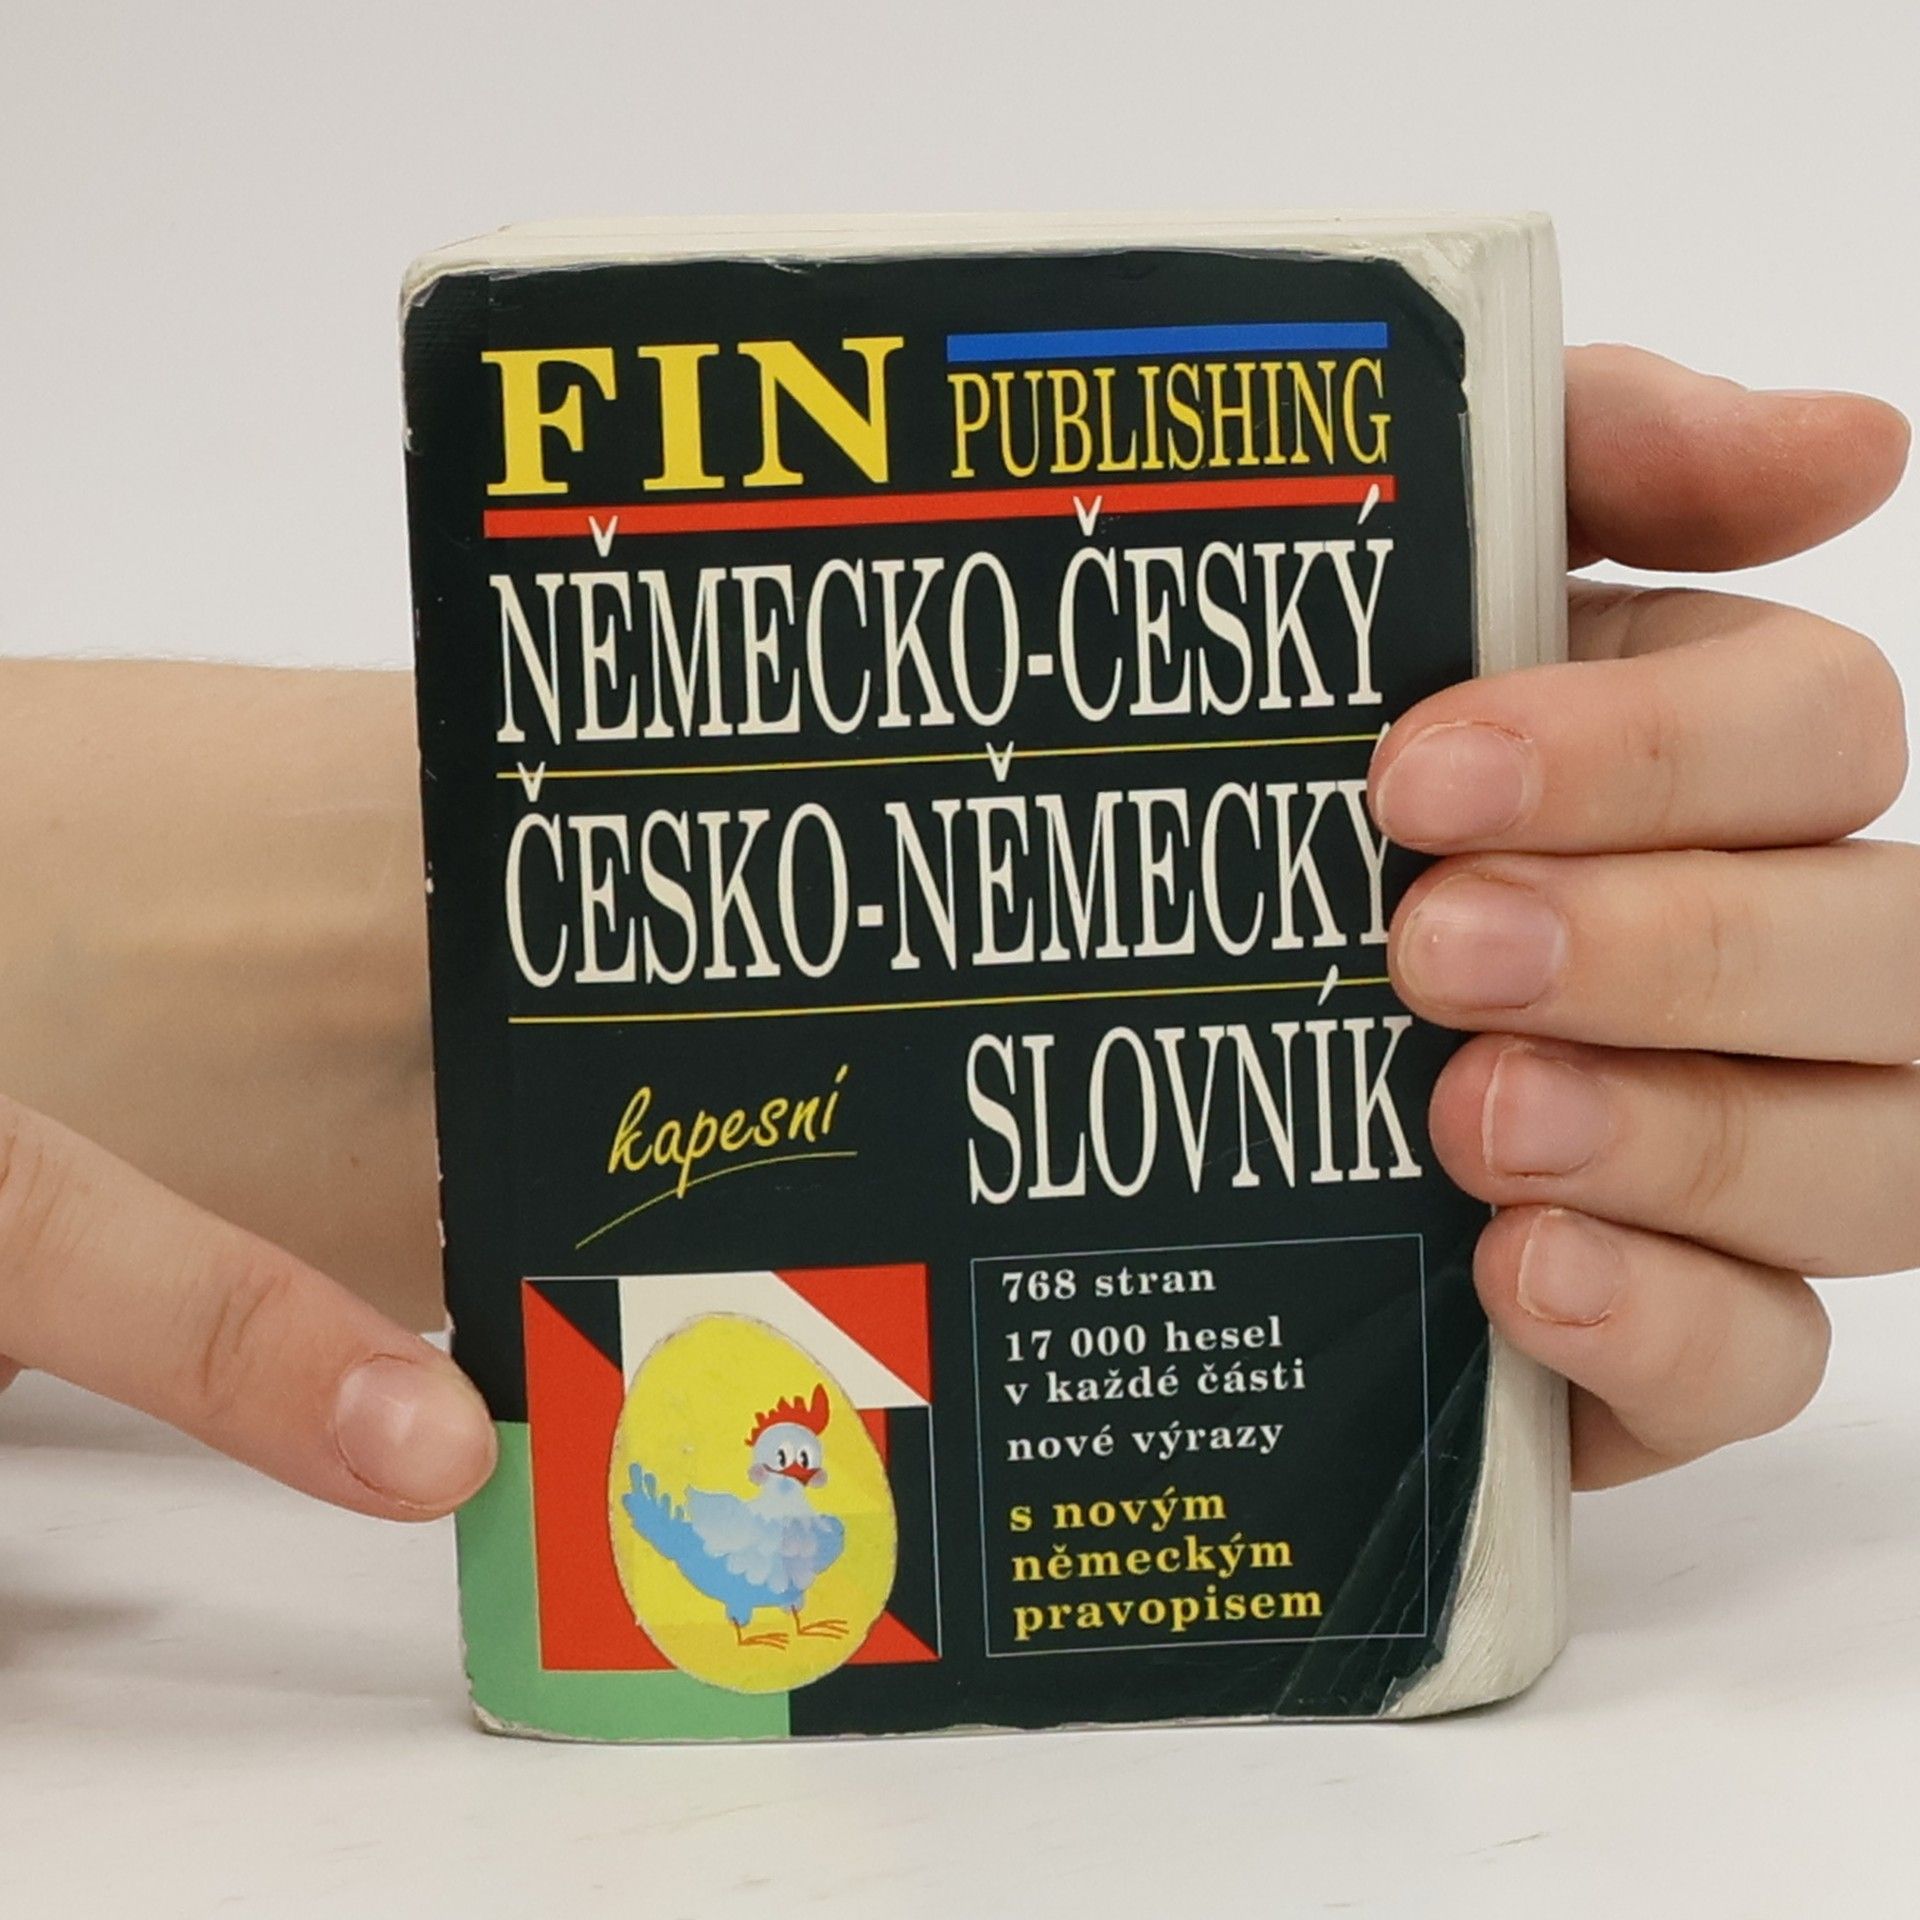 FIN PUBLISHING
NĚMECKO-ČESKÝ
ČESKO-NĚMECKÝ
kapesní SLOVNÍK
768 stran
17 000 hesel
v každé části
nové výrazy
s novým
německým
pravopisem